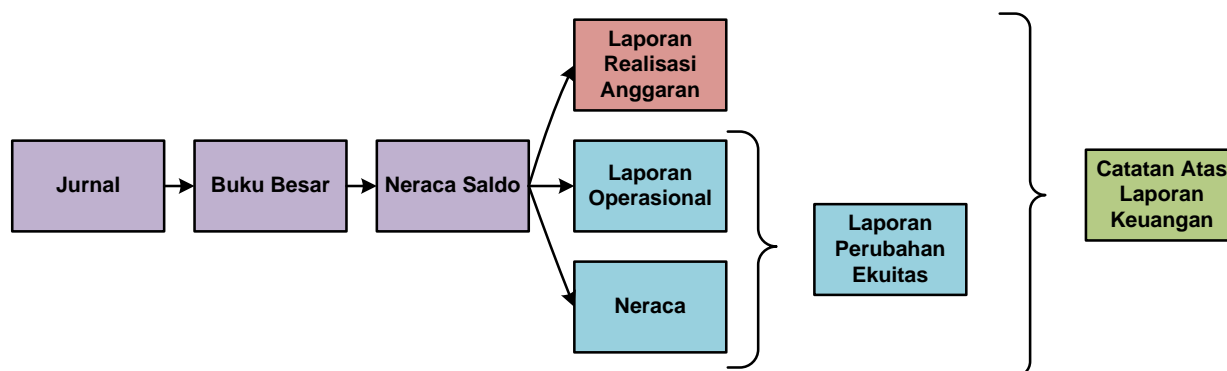 Jurnal
Buku Besar
Neraca Saldo
Laporan
Realisasi
Anggaran
Laporan
Operasional
Neraca
Laporan
Perubahan
Ekuitas
Catatan Atas
Laporan
Keuangan